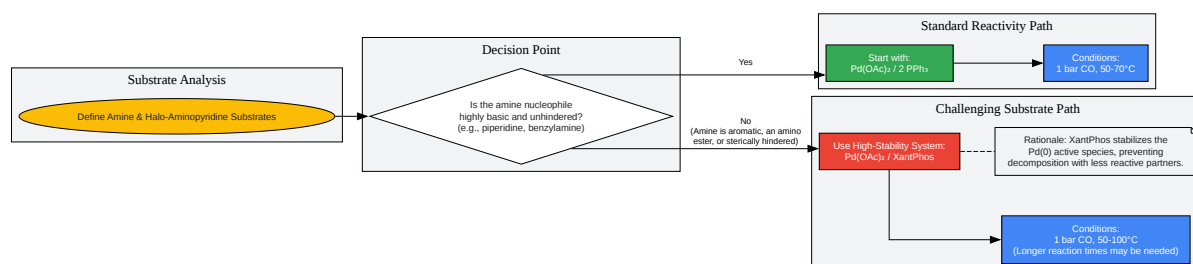 Substrate Analysis
Define Amine & Halo-Aminopyridine Substrates
Decision Point
Is the amine nucleophile
highly basic and unhindered?
(e.g., piperidine, benzylamine)
Yes
No
(Amine is aromatic, an amino
ester, or sterically hindered)
Standard Reactivity Path
Start with:
Pd(OAc)₂ / 2 PPh₃
Conditions:
1 bar CO, 50-70°C
Challenging Substrate Path
Use High-Stability System:
Pd(OAc)₂ / XantPhos
Rationale: XantPhos stabilizes the
Pd(0) active species, preventing
decomposition with less reactive partners.
Conditions:
1 bar CO, 50-100°C
(Longer reaction times may be needed)